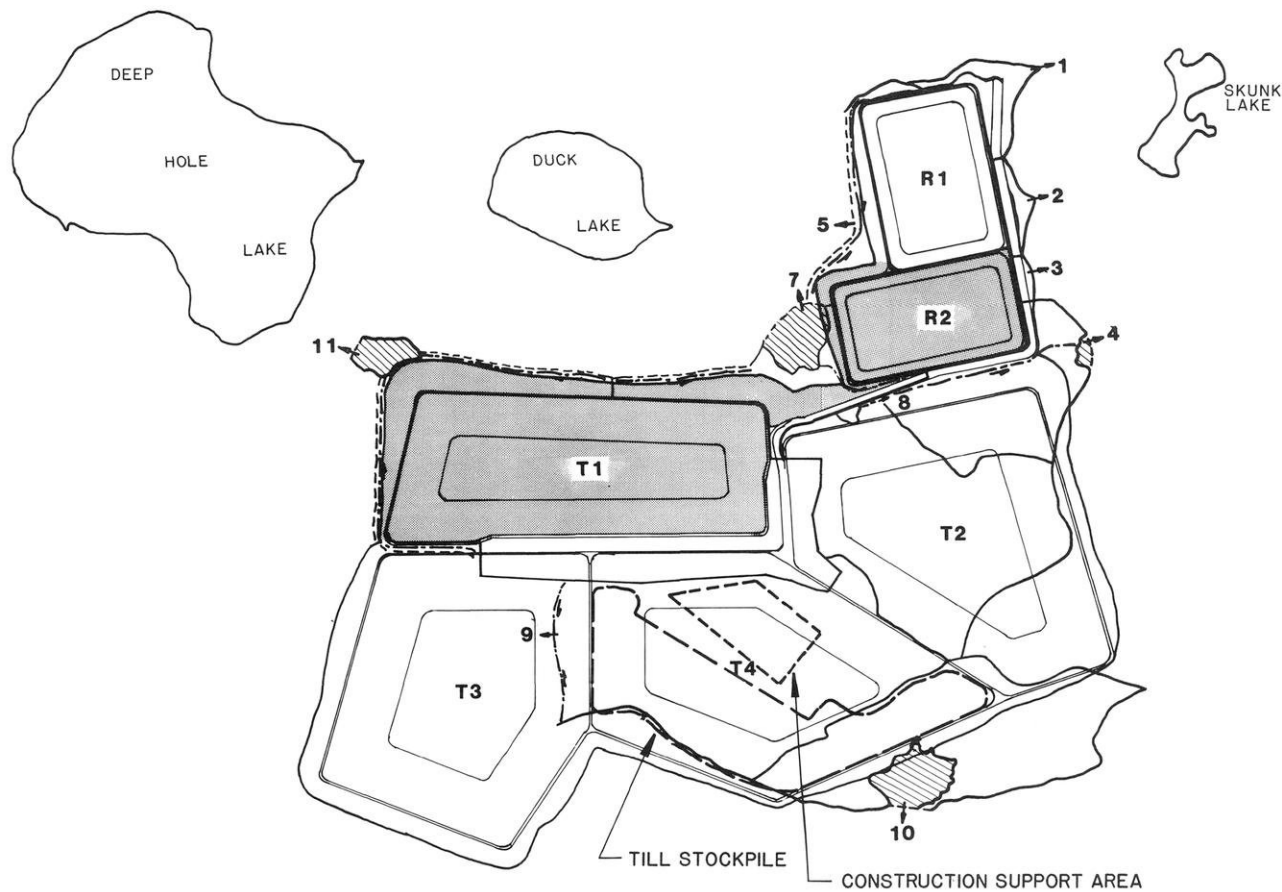 DEEP
HOLE
LAKE
DUCK
LAKE
SKUNK
LAKE
1
R1
2
5
3
7
R2
4
11
8
T1
T2
9
T3
T4
10
TILL STOCKPILE
CONSTRUCTION SUPPORT AREA